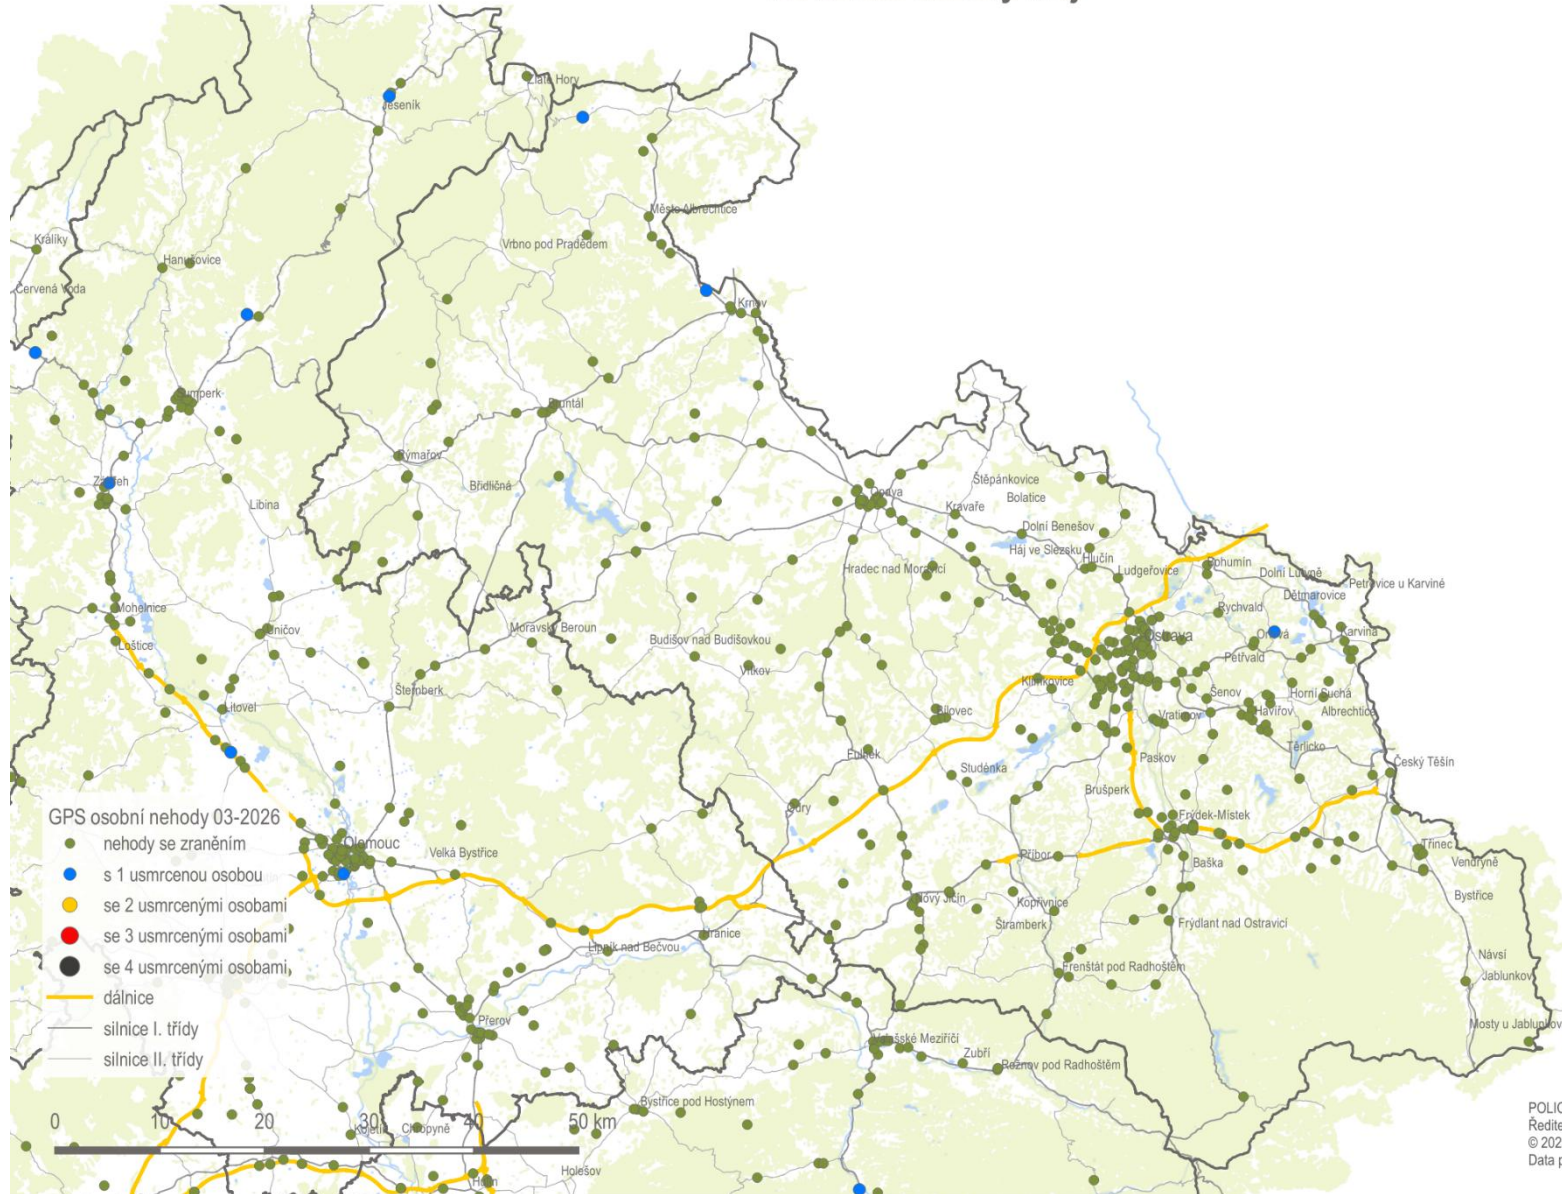 Zlaté Hory
Jeseník
Město Albrechtice
Králíky
Vrbno pod Pradědem
Hanušovice
Červená Voda
Krnov
Šumperk
Bruntál
Rýmařov
Štěpánkovice
Zábřeh
Břidličná
Opava
Bolatice
Libina
Kravaře
Dolní Benešov
Háj ve Slezsku
Hlučín
Bohumín
Hradec nad Moravicí
Ludgeřovice
Dolní Lutyně
Petrovice u Karviné
Dětmarovice
Mohelnice
Rychvald
Uničov
Moravský Beroun
Ostrava
Orlová
Karviná
Loštice
Budišov nad Budišovkou
Petřvald
Vítkov
Klimkovice
Šternberk
Šenov
Horní Suchá
Litovel
Bílovec
Vratimov
Havířov
Albrechtice
Těrlicko
Fulnek
Paskov
Český Těšín
Studénka
Brušperk
Odry
GPS osobní nehody 03-2026
Frýdek-Místek
nehody se zraněním
Olomouc
Velká Bystřice
Příbor
Baška
Třinec
Vendryně
s 1 usmrcenou osobou
Bystřice
se 2 usmrcenými osobami
Nový Jičín
Kopřivnice
se 3 usmrcenými osobami
Štramberk
Frýdlant nad Ostravicí
Hranice
Lipník nad Bečvou
Návsí
se 4 usmrcenými osobami
Frenštát pod Radhoštěm
Jablunkov
dálnice
Přerov
Mosty u Jablunkov
silnice I. třídy
Valašské Meziříčí
silnice II. třídy
Zubří
Rožnov pod Radhoštěm
Bystřice pod Hostýnem
0 10 20 30 40 50 km
Kojetín
Chropyně
Holešov
Hulín
POLIC
Ředite
© 202
Data p